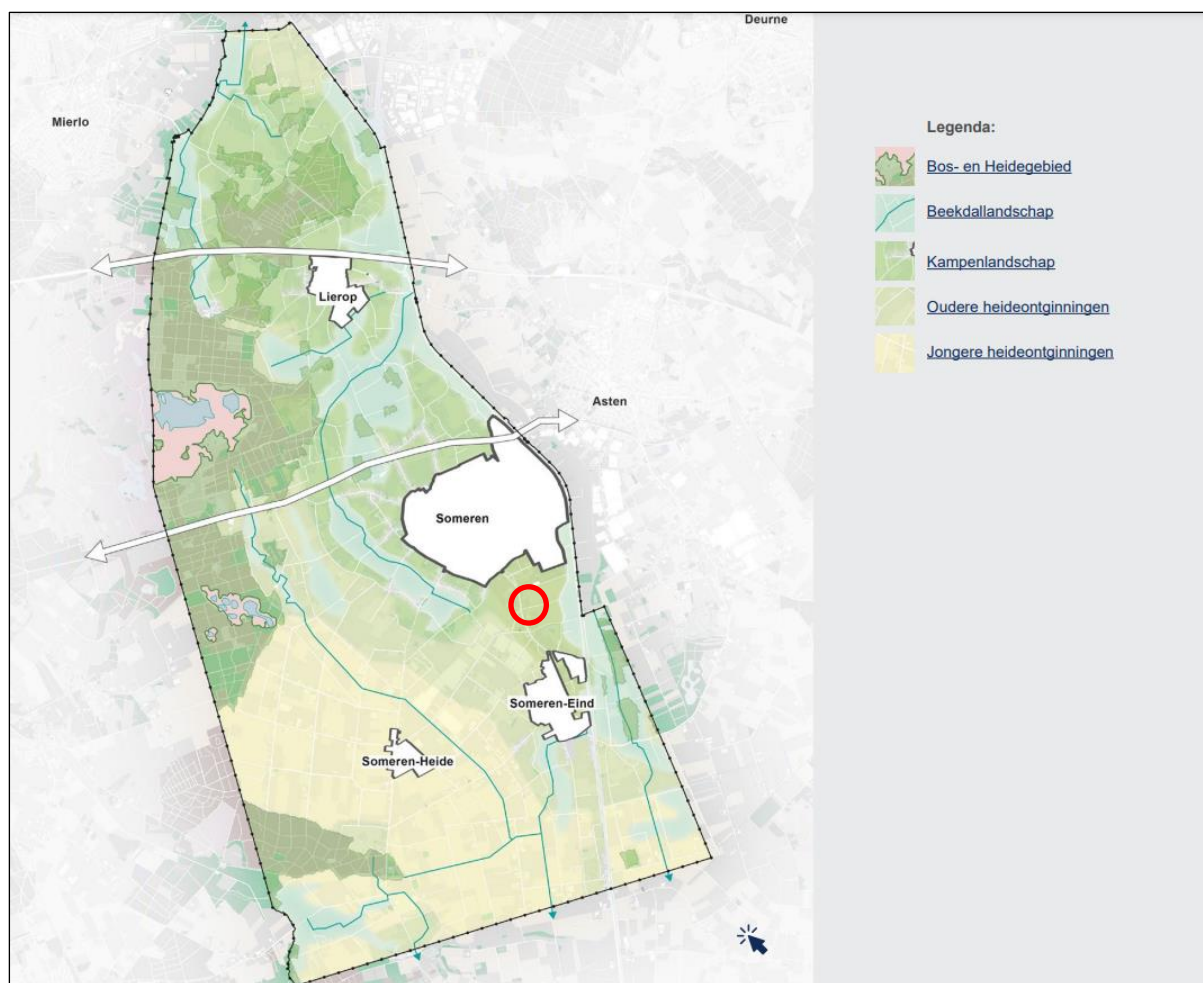 Deurne
Mierlo
Lierop
Asten
Someren
Someren-Eind
Someren-Heide
Legenda:
Bos- en Heidegebied
Beekdallandschap
Kampenlandschap
Oudere heideontginningen
Jongere heideontginningen